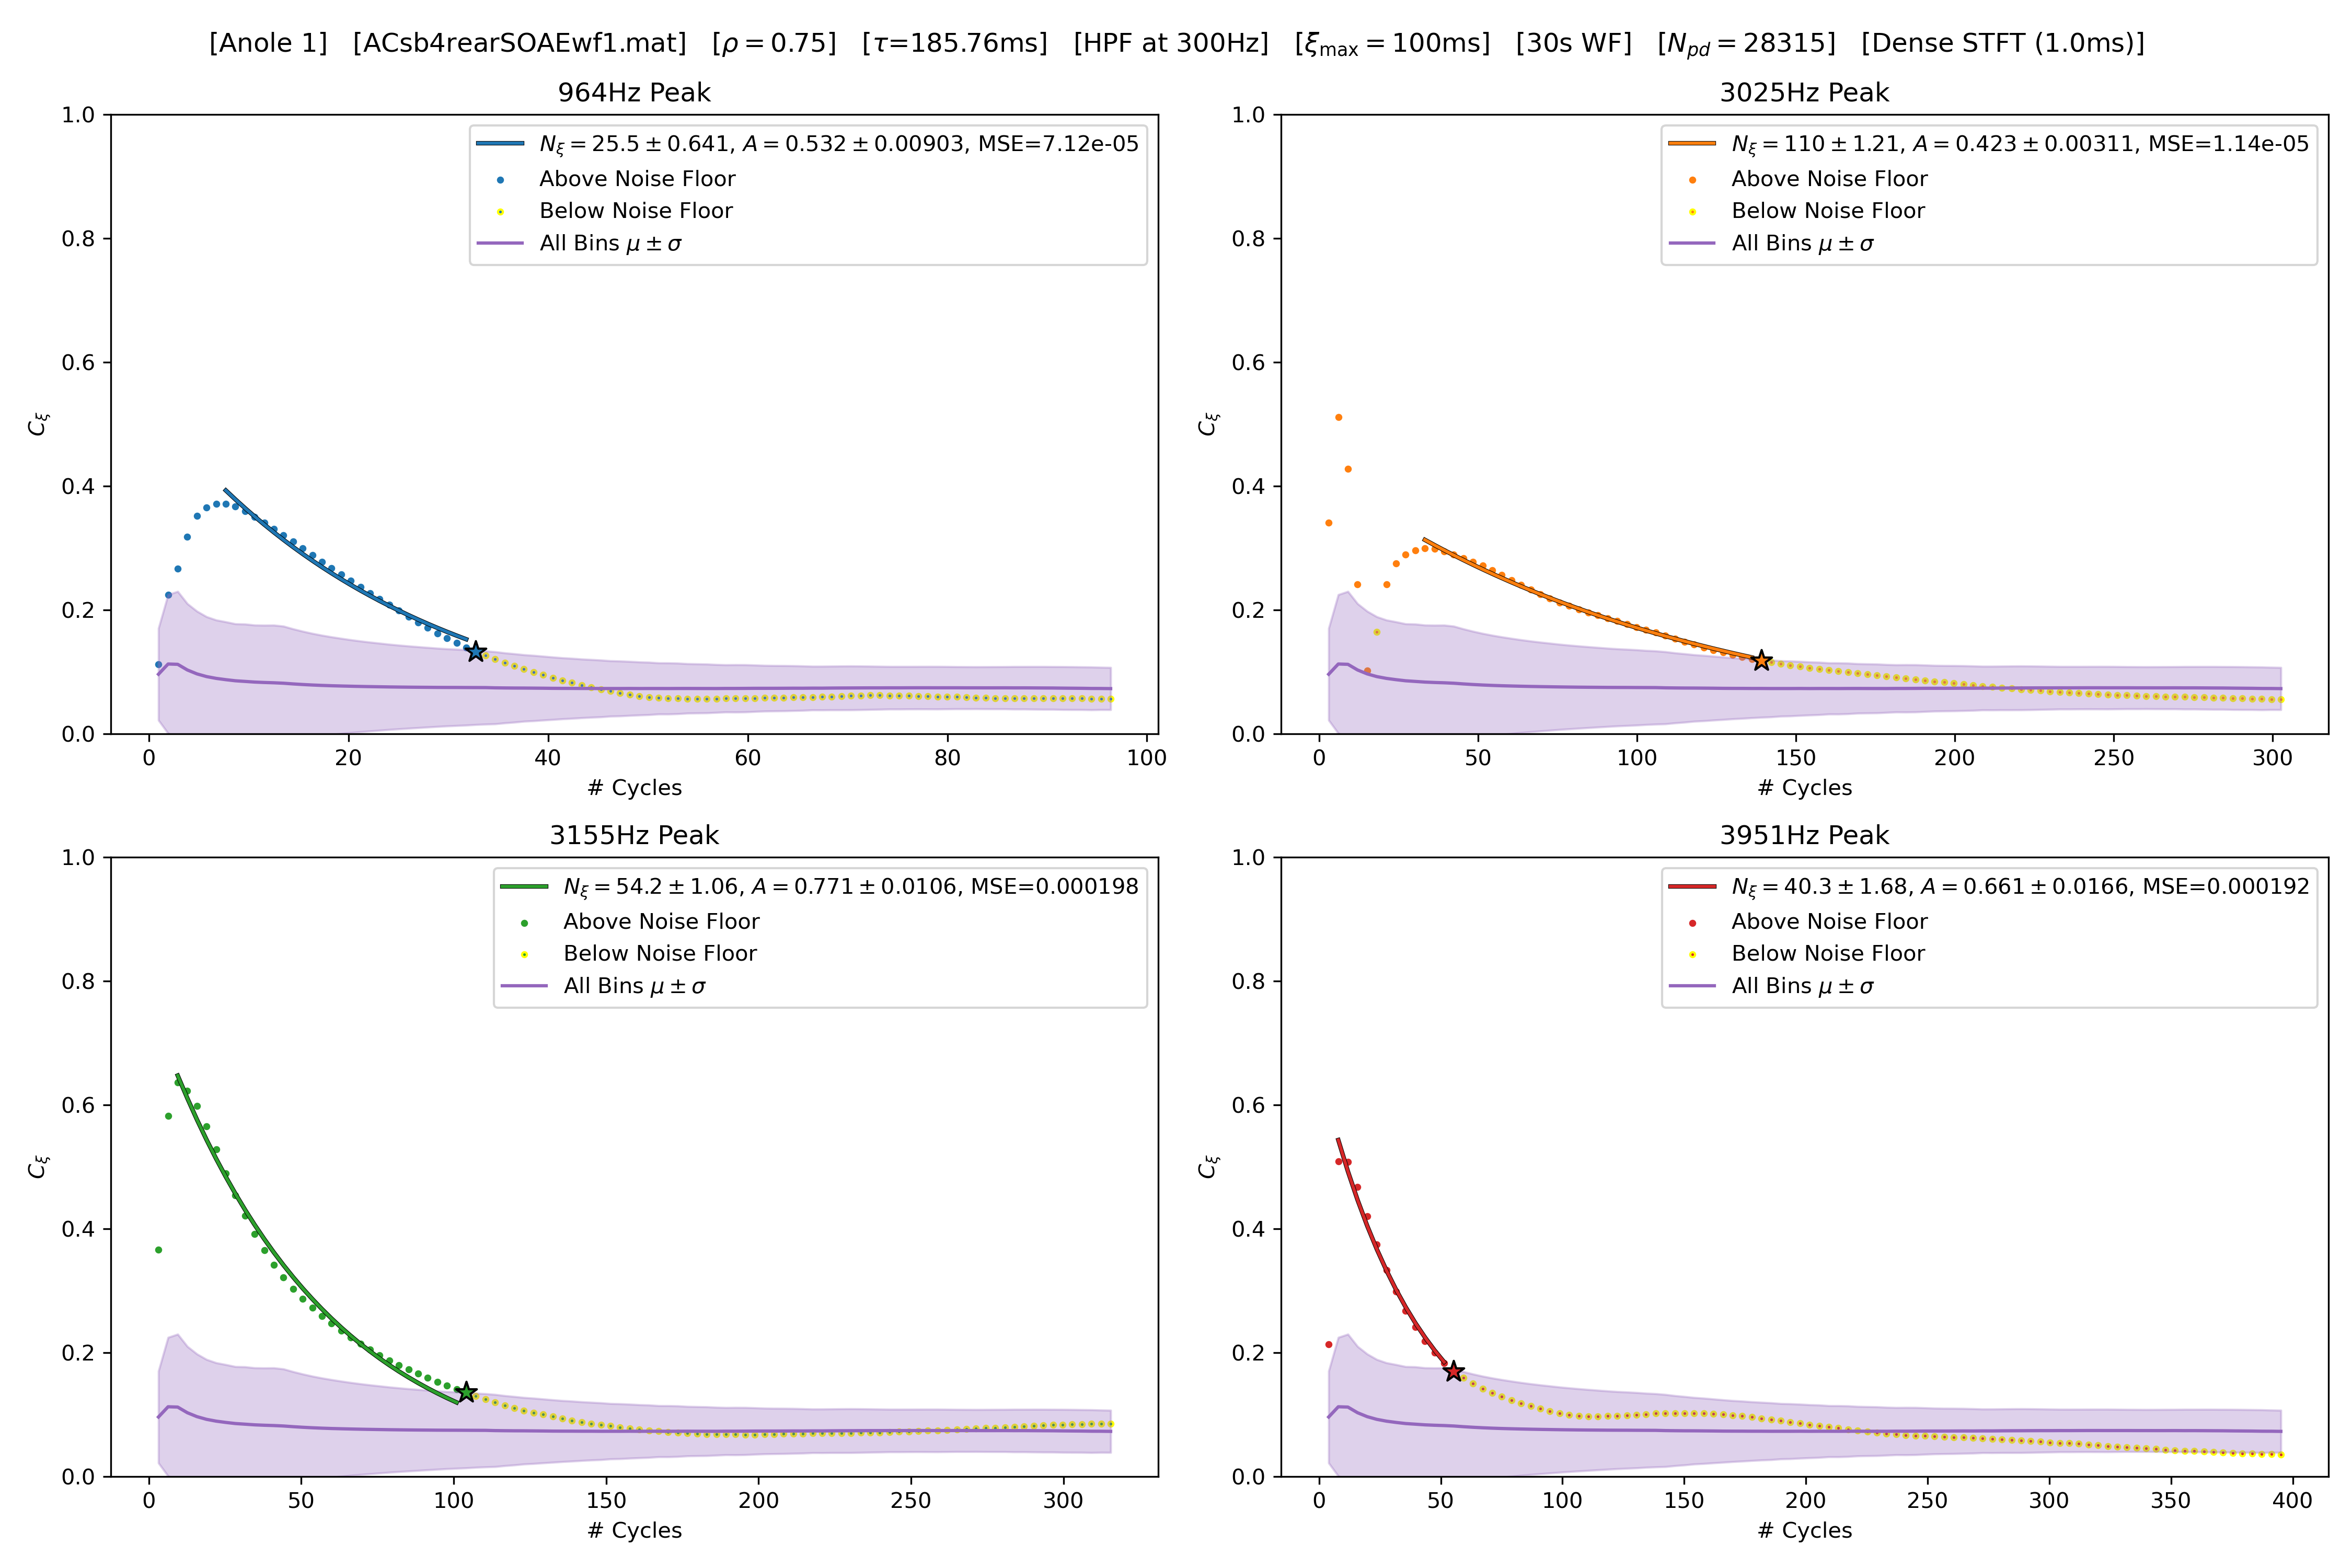 [Anole 1] [ACsb4rearSOAEwf1.mat] [ρ = 0.75] [τ=185.76ms] [HPF at 300Hz] [ξmax = 100ms] [30s WF] [Npd = 28315] [Dense STFT (1.0ms)]
964Hz Peak
1.0
0.8
0.6
0.4
0.2
0.0
Cξ
Nξ = 25.5 ± 0.641, A = 0.532 ± 0.00903, MSE=7.12e-05
Above Noise Floor
Below Noise Floor
All Bins μ ± σ
0 20 40 60 80 100
# Cycles
3025Hz Peak
1.0
0.8
0.6
0.4
0.2
0.0
Cξ
Nξ = 110 ± 1.21, A = 0.423 ± 0.00311, MSE=1.14e-05
Above Noise Floor
Below Noise Floor
All Bins μ ± σ
0 50 100 150 200 250 300
# Cycles
3155Hz Peak
1.0
0.8
0.6
0.4
0.2
0.0
Cξ
Nξ = 54.2 ± 1.06, A = 0.771 ± 0.0106, MSE=0.000198
Above Noise Floor
Below Noise Floor
All Bins μ ± σ
0 50 100 150 200 250 300
# Cycles
3951Hz Peak
1.0
0.8
0.6
0.4
0.2
0.0
Cξ
Nξ = 40.3 ± 1.68, A = 0.661 ± 0.0166, MSE=0.000192
Above Noise Floor
Below Noise Floor
All Bins μ ± σ
0 50 100 150 200 250 300 350 400
# Cycles